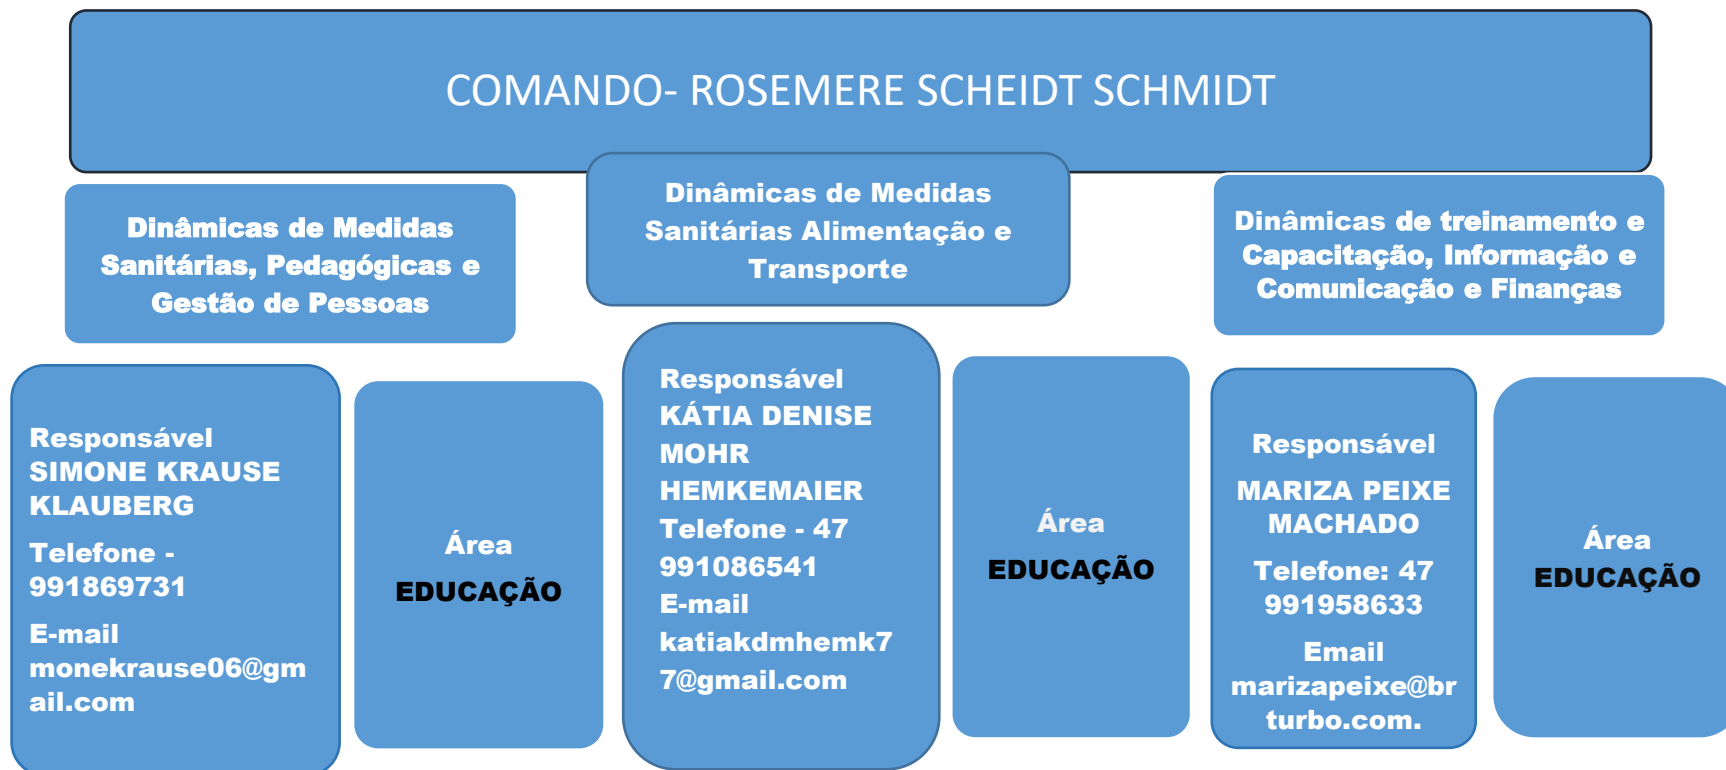 COMANDO- ROSEMERE SCHEIDT SCHMIDT
Dinâmicas de Medidas
Sanitárias, Pedagógicas e
Gestão de Pessoas
Dinâmicas de Medidas
Sanitárias Alimentação e
Transporte
Dinâmicas de treinamento e
Capacitação, Informação e
Comunicação e Finanças
Responsável
SIMONE KRAUSE
KLAUBERG
Telefone -
991869731
E-mail
monekrause06@gm
ail.com
Área
EDUCAÇÃO
Responsável
KÁTIA DENISE
MOHR
HEMKEMAIER
Telefone - 47
991086541
E-mail
katiakdmhemk7
7@gmail.com
Área
EDUCAÇÃO
Responsável
MARIZA PEIXE
MACHADO
Telefone: 47
991958633
Email
marizapeixe@br
turbo.com.
Área
EDUCAÇÃO